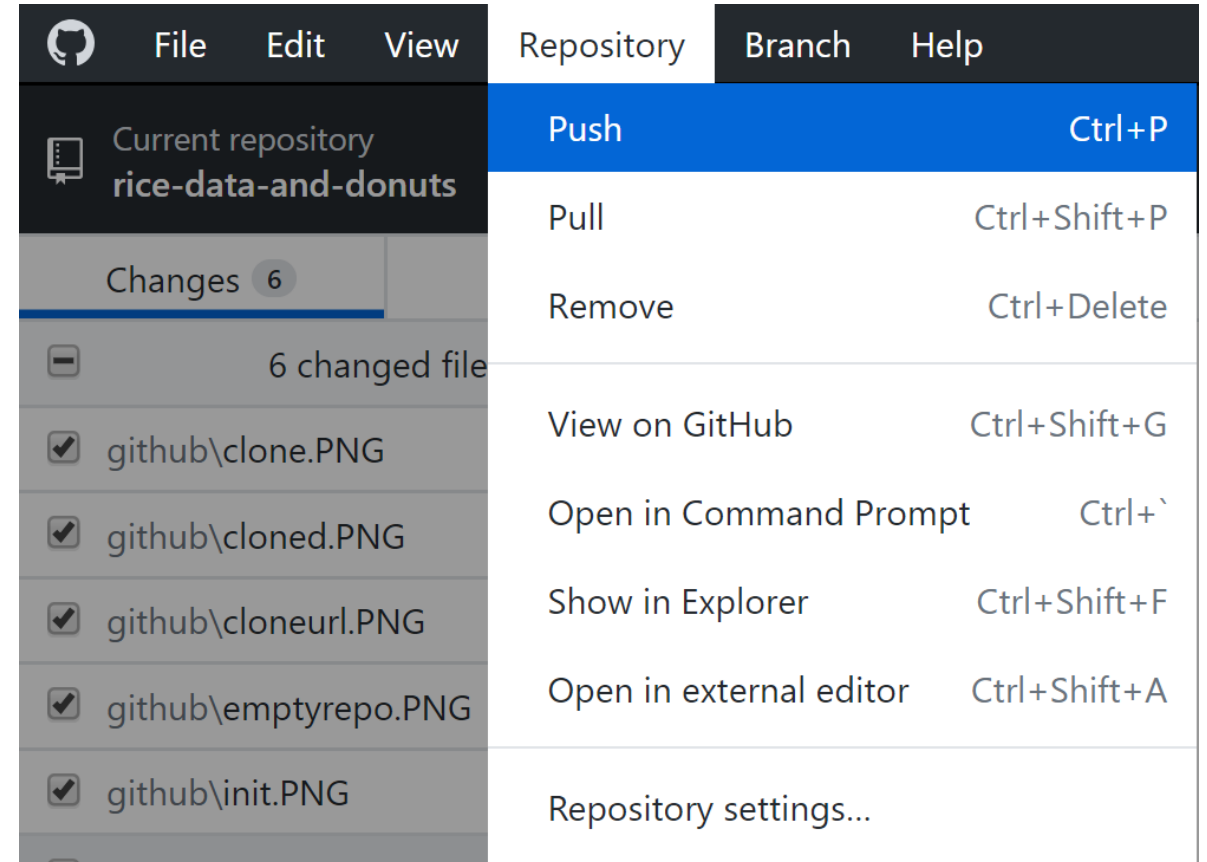 File Edit View Repository Branch Help
Current repository
rice-data-and-donuts
Changes 6
6 changed file
github\clone.PNG
github\cloned.PNG
github\cloneurl.PNG
github\emptyrepo.PNG
github\init.PNG
Push Ctrl+P
Pull Ctrl+Shift+P
Remove Ctrl+Delete
View on GitHub Ctrl+Shift+G
Open in Command Prompt Ctrl+`
Show in Explorer Ctrl+Shift+F
Open in external editor Ctrl+Shift+A
Repository settings...